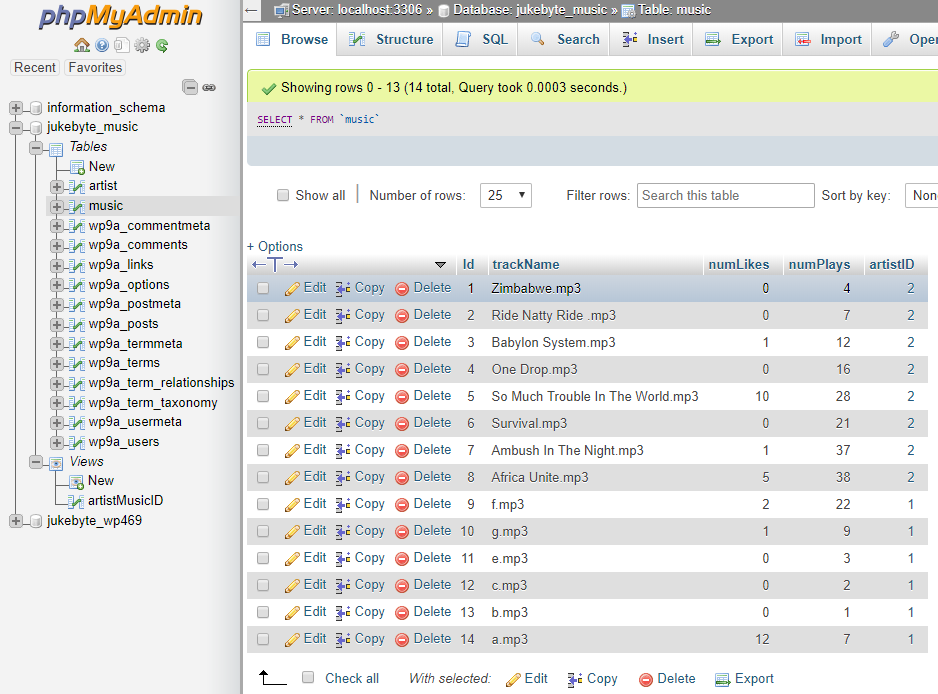 phpMyAdmin
Recent Favorites
information_schema
jukebyte_music
Tables
New
artist
music
wp9a_commentmeta
wp9a_comments
wp9a_links
wp9a_options
wp9a_postmeta
wp9a_posts
wp9a_termmeta
wp9a_terms
wp9a_term_relationships
wp9a_term_taxonomy
wp9a_usermeta
wp9a_users
Views
New
artistMusicID
jukebyte_wp469
Server: localhost:3306 » Database: jukebyte_music » Table: music
Browse Structure SQL Search Insert Export Import Oper
Showing rows 0 - 13 (14 total, Query took 0.0003 seconds.)
SELECT * FROM `music`
Show all | Number of rows: 25 Filter rows: Search this table Sort by key: Non
+ Options
Id trackName numLikes numPlays artistID
Edit Copy Delete 1 Zimbabwe.mp3 0 4 2
Edit Copy Delete 2 Ride Natty Ride .mp3 0 7 2
Edit Copy Delete 3 Babylon System.mp3 1 12 2
Edit Copy Delete 4 One Drop.mp3 0 16 2
Edit Copy Delete 5 So Much Trouble In The World.mp3 10 28 2
Edit Copy Delete 6 Survival.mp3 0 21 2
Edit Copy Delete 7 Ambush In The Night.mp3 1 37 2
Edit Copy Delete 8 Africa Unite.mp3 5 38 2
Edit Copy Delete 9 f.mp3 2 22 1
Edit Copy Delete 10 g.mp3 1 9 1
Edit Copy Delete 11 e.mp3 0 3 1
Edit Copy Delete 12 c.mp3 0 2 1
Edit Copy Delete 13 b.mp3 0 1 1
Edit Copy Delete 14 a.mp3 12 7 1
Check all With selected: Edit Copy Delete Export